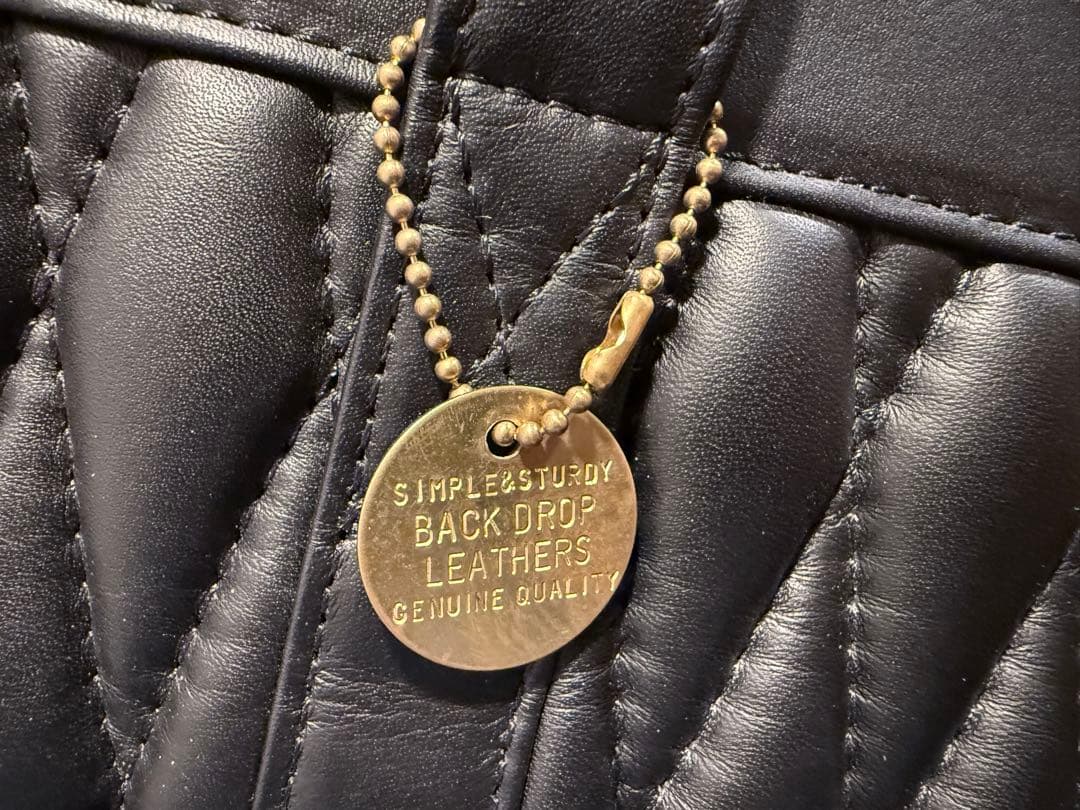 SIMPLE&STURDY
BACK DROP
LEATHERS
GENUINE QUALITY